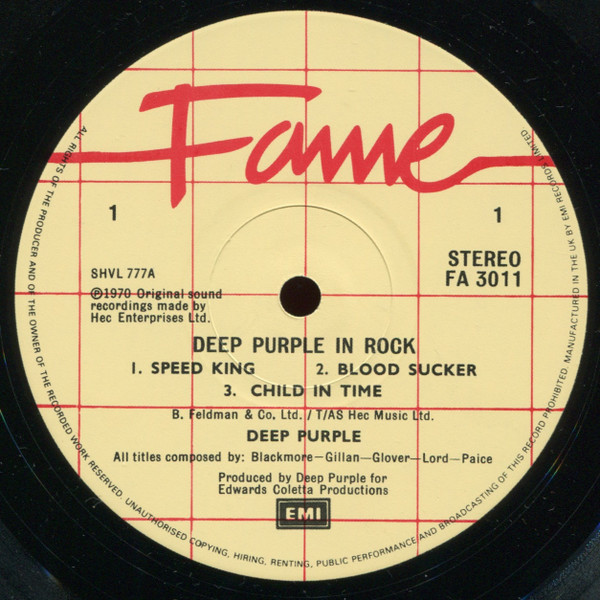 Fame
1
1
SHVL 777A
STEREO
FA 3011
℗1970 Original sound
recordings made by
Hec Enterprises Ltd.
DEEP PURPLE IN ROCK
1. SPEED KING 2. BLOOD SUCKER
3. CHILD IN TIME
B. Feldman & Co. Ltd. / T/AS Hec Music Ltd.
DEEP PURPLE
All titles composed by: Blackmore—Gillan—Glover—Lord—Paice
Produced by Deep Purple for
Edwards Coletta Productions
EMI
ALL RIGHTS OF THE PRODUCER AND OF THE OWNER OF THE RECORDED WORK RESERVED. UNAUTHORISED COPYING, HIRING, RENTING, PUBLIC PERFORMANCE AND BROADCASTING OF THIS RECORD PROHIBITED. MANUFACTURED IN THE UK BY EMI RECORDS LIMITED.